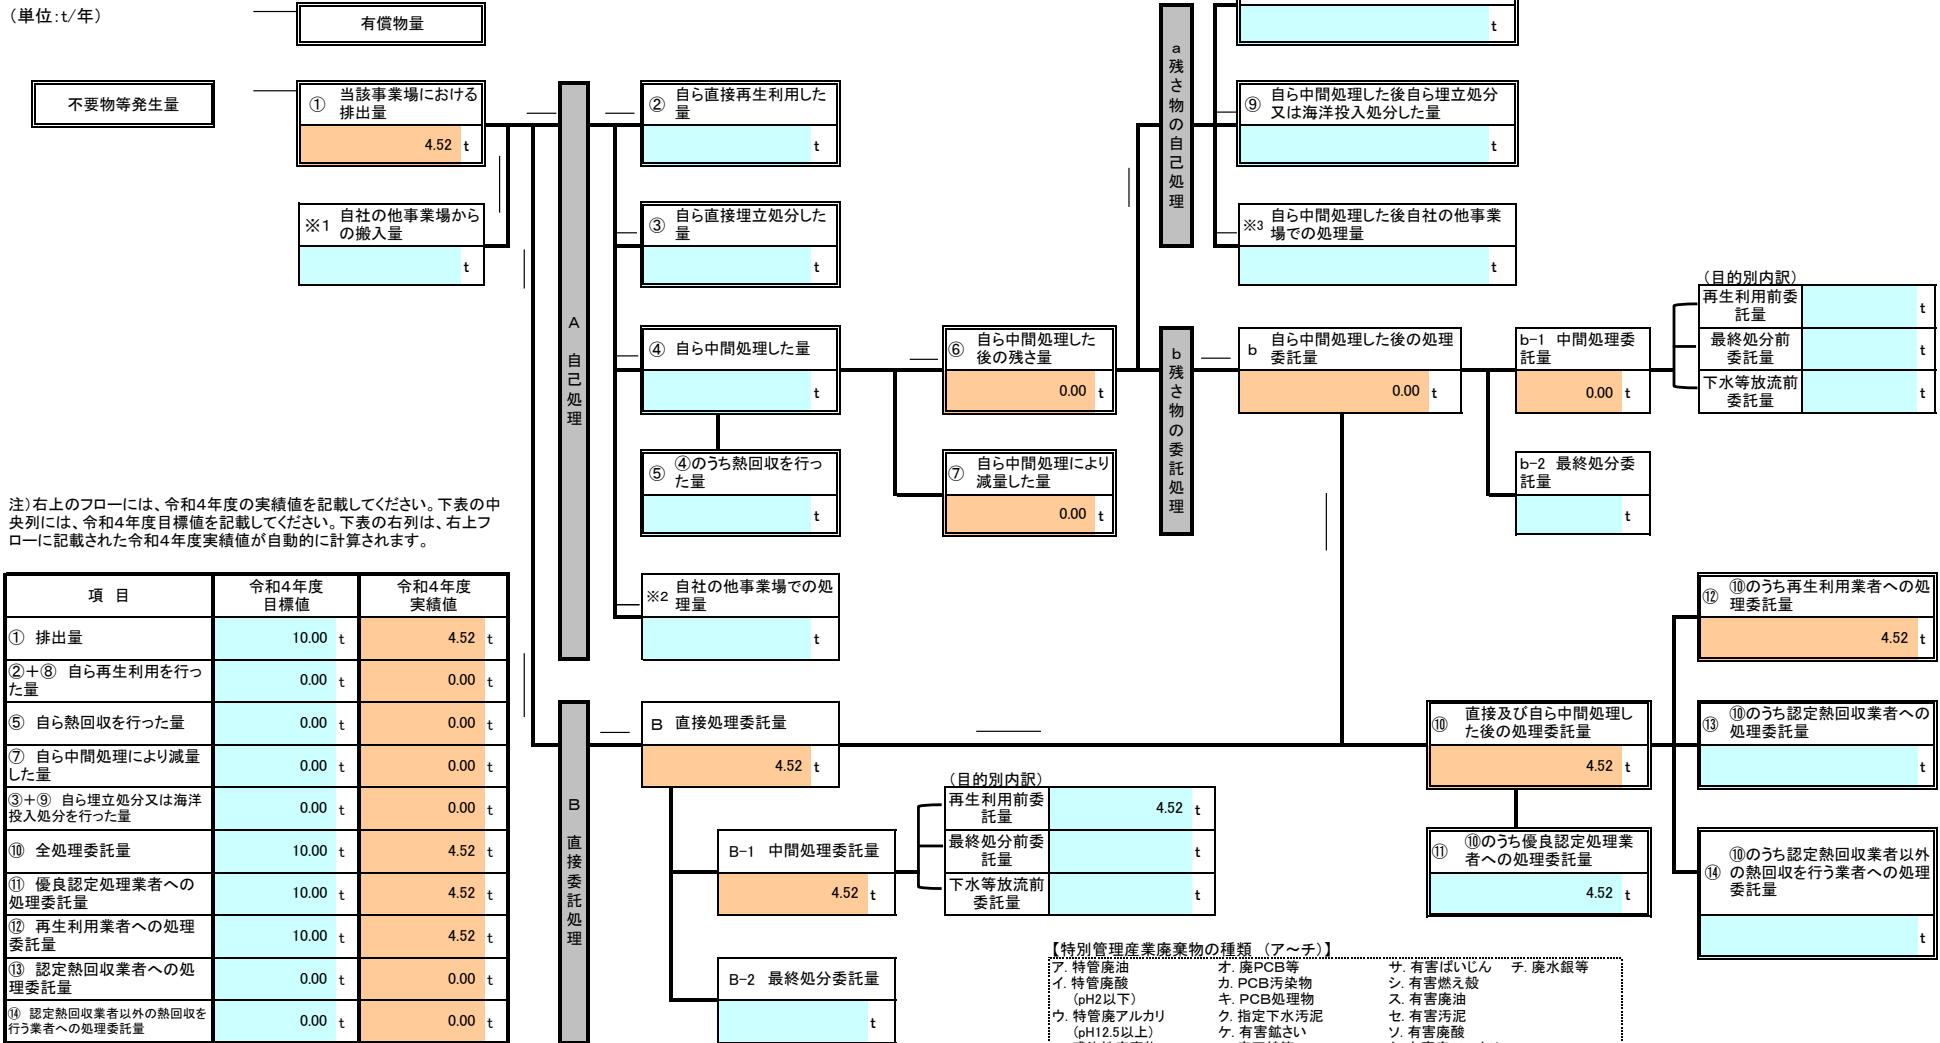 (単位:t/年)
有償物量
不要物等発生量
① 当該事業場における
排出量
4.52 t
※1 自社の他事業場から
の搬入量
t
A 自己処理
② 自ら直接再生利用した
量
t
③ 自ら直接埋立処分した
量
t
④ 自ら中間処理した量
t
⑤ ④のうち熱回収を行っ
た量
t
※2 自社の他事業場での処
理量
t
⑥ 自ら中間処理した
後の残さ量
0.00 t
⑦ 自ら中間処理により
減量した量
0.00 t
a 残さ物の自己処理
t
⑨ 自ら中間処理した後自ら埋立処分
又は海洋投入処分した量
t
※3 自ら中間処理した後自社の他事業
場での処理量
t
b 残さ物の委託処理
b 自ら中間処理した後の処理
委託量
0.00 t
b-1 中間処理委
託量
0.00 t
b-2 最終処分委
託量
t
(目的別内訳)
再生利用前委
託量
t
最終処分前
委託量
t
下水等放流前
委託量
t
注)右上のフローには、令和4年度の実績値を記載してください。下表の中
央列には、令和4年度目標値を記載してください。下表の右列は、右上フ
ローに記載された令和4年度実績値が自動的に計算されます。
項 目 令和4年度 目標値 令和4年度 実績値
① 排出量 10.00 t 4.52 t
②+⑧ 自ら再生利用を行っ
た量 0.00 t 0.00 t
⑤ 自ら熱回収を行った量 0.00 t 0.00 t
⑦ 自ら中間処理により減量
した量 0.00 t 0.00 t
③+⑨ 自ら埋立処分又は海洋
投入処分を行った量 0.00 t 0.00 t
⑩ 全処理委託量 10.00 t 4.52 t
⑪ 優良認定処理業者への
処理委託量 10.00 t 4.52 t
⑫ 再生利用業者への処理
委託量 10.00 t 4.52 t
⑬ 認定熱回収業者への処
理委託量 0.00 t 0.00 t
⑭ 認定熱回収業者以外の熱回収を
行う業者への処理委託量 0.00 t 0.00 t
B 直接委託処理
B 直接処理委託量
4.52 t
B-1 中間処理委託量
4.52 t
B-2 最終処分委託量
t
(目的別内訳)
再生利用前委
託量
4.52 t
最終処分前委
託量
t
下水等放流前
委託量
t
⑩ 直接及び自ら中間処理し
た後の処理委託量
4.52 t
⑪ ⑩のうち優良認定処理業
者への処理委託量
4.52 t
⑫ ⑩のうち再生利用業者への処
理委託量
4.52 t
⑬ ⑩のうち認定熱回収業者への
処理委託量
t
⑭ ⑩のうち認定熱回収業者以外
の熱回収を行う業者への処理
委託量
t
【特別管理産業廃棄物の種類 (ア~チ)】
ア. 特管廃油 オ. 廃PCB等 サ. 有害ばいじん チ. 廃水銀等
イ. 特管廃酸 カ. PCB汚染物 シ. 有害燃え殻
(pH2以下) キ. PCB処理物 ス. 有害廃油
ウ. 特管廃アルカリ ク. 指定下水汚泥 セ. 有害汚泥
(pH12.5以上) ケ. 有害鉱さい ソ. 有害廃酸